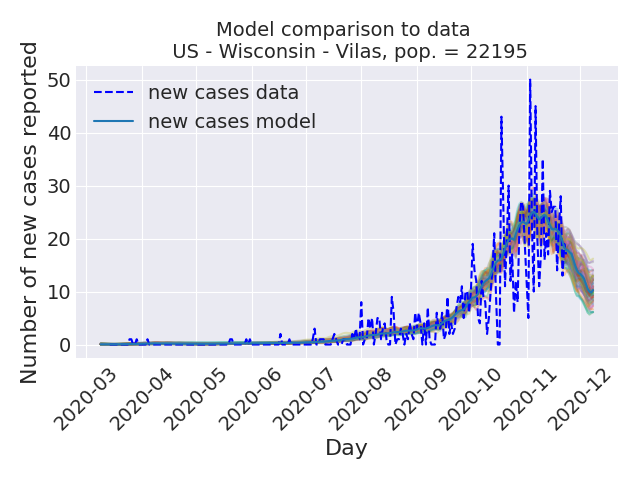 Model comparison to data
US - Wisconsin - Vilas, pop. = 22195
Number of new cases reported
50
40
30
20
10
0
new cases data
new cases model
2020-03
2020-04
2020-05
2020-06
2020-07
2020-08
2020-09
2020-10
2020-11
2020-12
Day